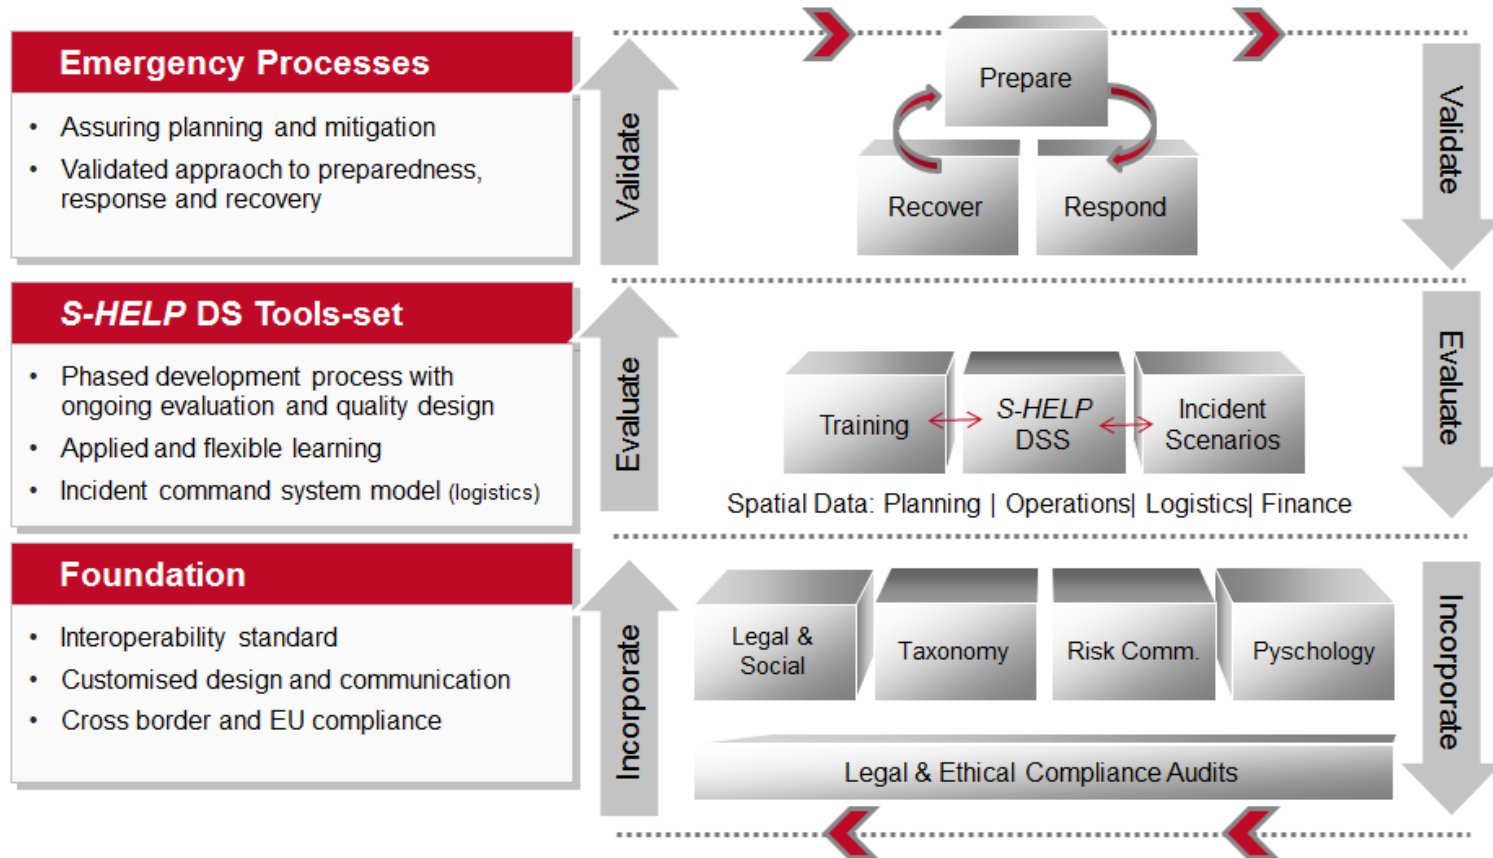 Emergency Processes
• Assuring planning and mitigation
• Validated appraoch to preparedness,
response and recovery
Validate
Prepare
Recover
Respond
Validate
S-HELP DS Tools-set
• Phased development process with
ongoing evaluation and quality design
• Applied and flexible learning
• Incident command system model (logistics)
Evaluate
Training
S-HELP
DSS
Incident
Scenarios
Spatial Data: Planning | Operations| Logistics| Finance
Evaluate
Foundation
• Interoperability standard
• Customised design and communication
• Cross border and EU compliance
Incorporate
Legal &
Social
Taxonomy
Risk Comm.
Pyschology
Legal & Ethical Compliance Audits
Incorporate